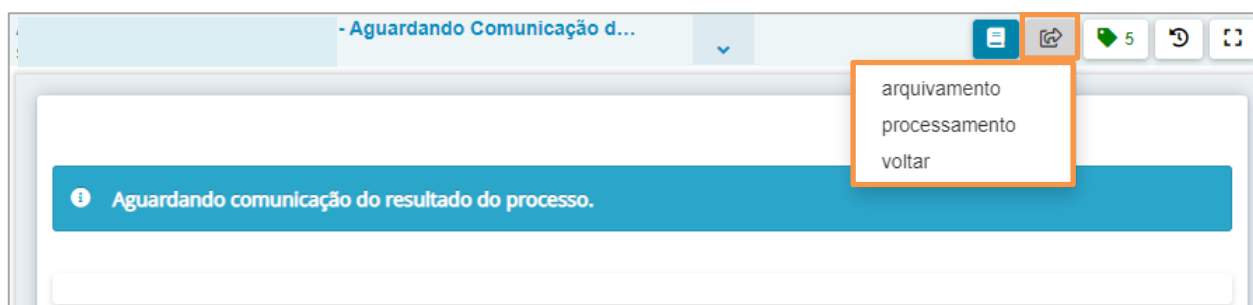 - Aguardando Comunicação d...
5
arquivamento
processamento
voltar
Aguardando comunicação do resultado do processo.